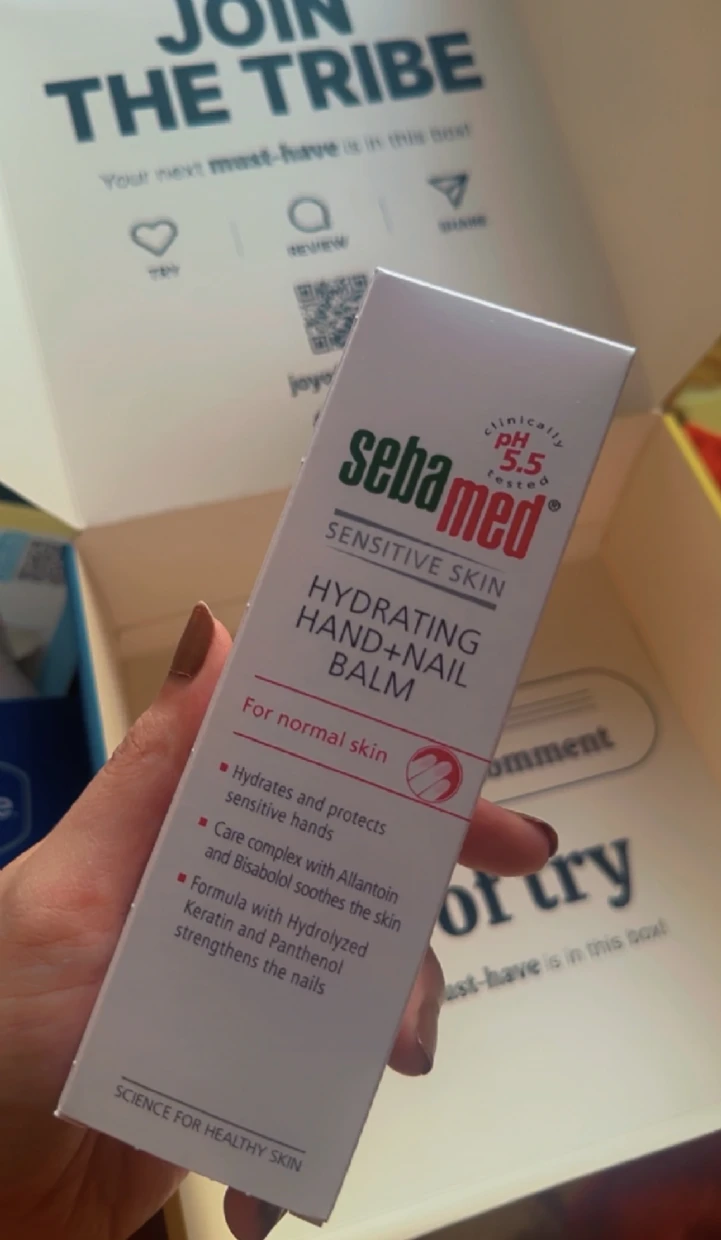 JOIN
THE TRIBE
Your next must-have is in this box!
TRY
REVIEW
SHARE
clinically
pH
5.5
tested
sebamed®
SENSITIVE SKIN
HYDRATING
HAND+NAIL
BALM
For normal skin
Hydrates and protects
sensitive hands
Care complex with Allantoin
and Bisabolol soothes the skin
Formula with Hydrolyzed
Keratin and Panthenol
strengthens the nails
SCIENCE FOR HEALTHY SKIN
of try
is in this box!